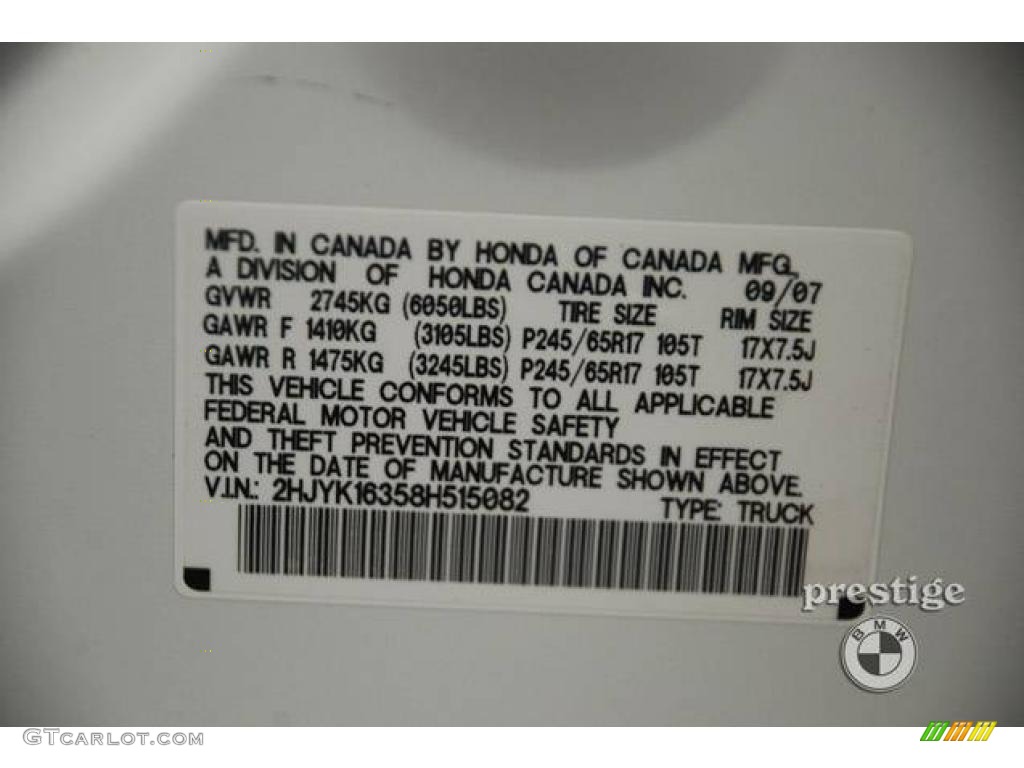 MFD. IN CANADA BY HONDA OF CANADA MFG.,
A DIVISION OF HONDA CANADA INC. 09/07
GVWR 2745KG (6050LBS) TIRE SIZE RIM SIZE
GAWR F 1410KG (3105LBS) P245/65R17 105T 17X7.5J
GAWR R 1475KG (3245LBS) P245/65R17 105T 17X7.5J
THIS VEHICLE CONFORMS TO ALL APPLICABLE
FEDERAL MOTOR VEHICLE SAFETY
AND THEFT PREVENTION STANDARDS IN EFFECT
ON THE DATE OF MANUFACTURE SHOWN ABOVE.
V.I.N.: 2HJYK16358H515082 TYPE: TRUCK
prestige
BMW
GTCARLOT.COM